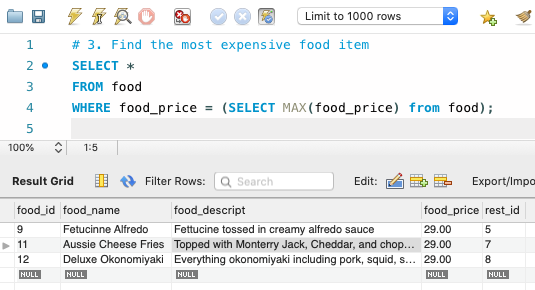 Limit to 1000 rows
1 # 3. Find the most expensive food item
2 SELECT *
3 FROM food
4 WHERE food_price = (SELECT MAX(food_price) from food);
5
100% 1:5
Result Grid Filter Rows: Search Edit: Export/Impo
food_id food_name food_descript food_price rest_id
9 Fetucinne Alfredo Fettucine tossed in creamy alfredo sauce 29.00 5
11 Aussie Cheese Fries Topped with Monterry Jack, Cheddar, and chop... 29.00 7
12 Deluxe Okonomiyaki Everything okonomiyaki including pork, squid, s... 29.00 8
NULL NULL NULL NULL NULL